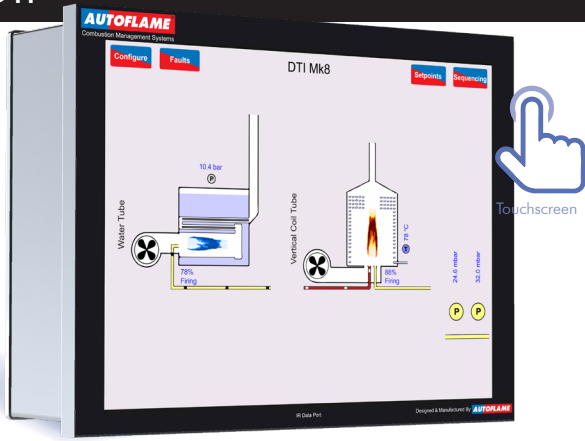 AUTOFLAME
Combustion Management Systems
Configure
Faults
DTI Mk8
Setpoints
Sequencing
10.4 bar
P
Water Tube
78%
Firing
Vertical Coil Tube
78 °C
88%
Firing
24.6 mbar
32.0 mbar
P
P
Touchscreen
IR Data Port
Designed & Manufactured By AUTOFLAME